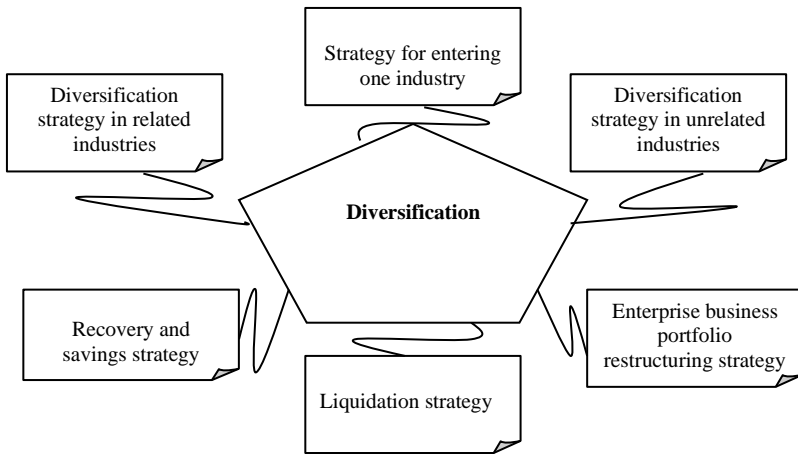 Strategy for entering
one industry
Diversification
strategy in related
industries
Diversification
strategy in unrelated
industries
Diversification
Recovery and
savings strategy
Enterprise business
portfolio
restructuring strategy
Liquidation strategy